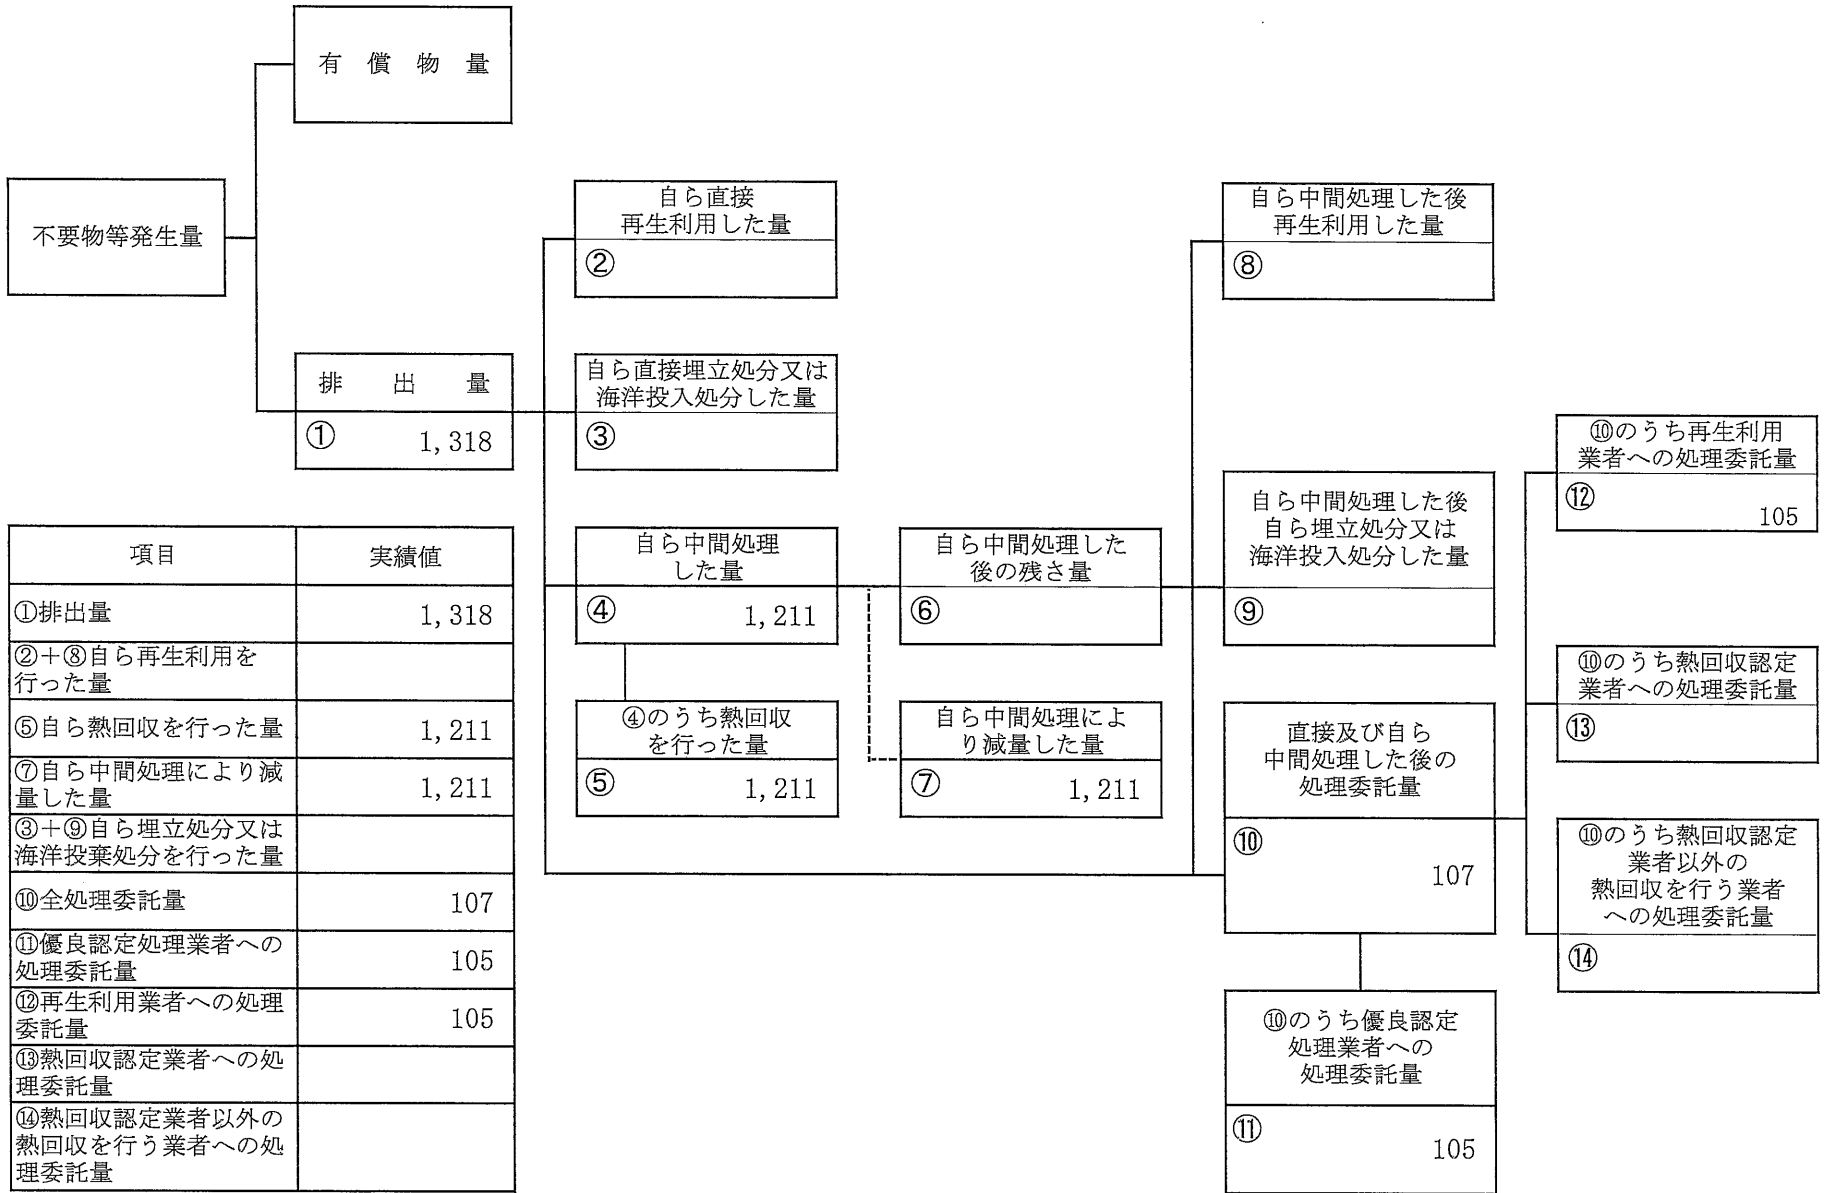 有償物量
不要物等発生量
排出量
① 1,318
自ら直接
再生利用した量
②
自ら直接埋立処分又は
海洋投入処分した量
③
自ら中間処理
した量
④ 1,211
④のうち熱回収
を行った量
⑤ 1,211
自ら中間処理した
後の残さ量
⑥
自ら中間処理によ
り減量した量
⑦ 1,211
自ら中間処理した後
再生利用した量
⑧
自ら中間処理した後
自ら埋立処分又は
海洋投入処分した量
⑨
直接及び自ら
中間処理した後の
処理委託量
⑩
107
⑩のうち優良認定
処理業者への
処理委託量
⑪
105
⑩のうち再生利用
業者への処理委託量
⑫
105
⑩のうち熱回収認定
業者への処理委託量
⑬
⑩のうち熱回収認定
業者以外の
熱回収を行う業者
への処理委託量
⑭
項目 実績値
①排出量 1,318
②+⑧自ら再生利用を
行った量
⑤自ら熱回収を行った量 1,211
⑦自ら中間処理により減
量した量 1,211
③+⑨自ら埋立処分又は
海洋投棄処分を行った量
⑩全処理委託量 107
⑪優良認定処理業者への
処理委託量 105
⑫再生利用業者への処理
委託量 105
⑬熱回収認定業者への処
理委託量
⑭熱回収認定業者以外の
熱回収を行う業者への処
理委託量